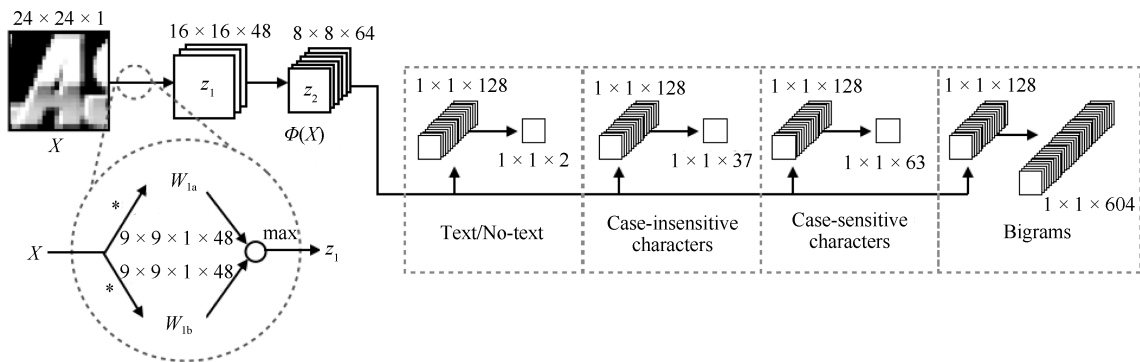 24 × 24 × 1
16 × 16 × 48
8 × 8 × 64
z₁
z₂
X
Φ(X)
1 × 1 × 128
1 × 1 × 128
1 × 1 × 128
1 × 1 × 128
1 × 1 × 2
1 × 1 × 37
1 × 1 × 63
1 × 1 × 604
Text/No-text
Case-insensitive
characters
Case-sensitive
characters
Bigrams
W₁ₐ
*
9 × 9 × 1 × 48
max
X
z₁
9 × 9 × 1 × 48
*
W₁b